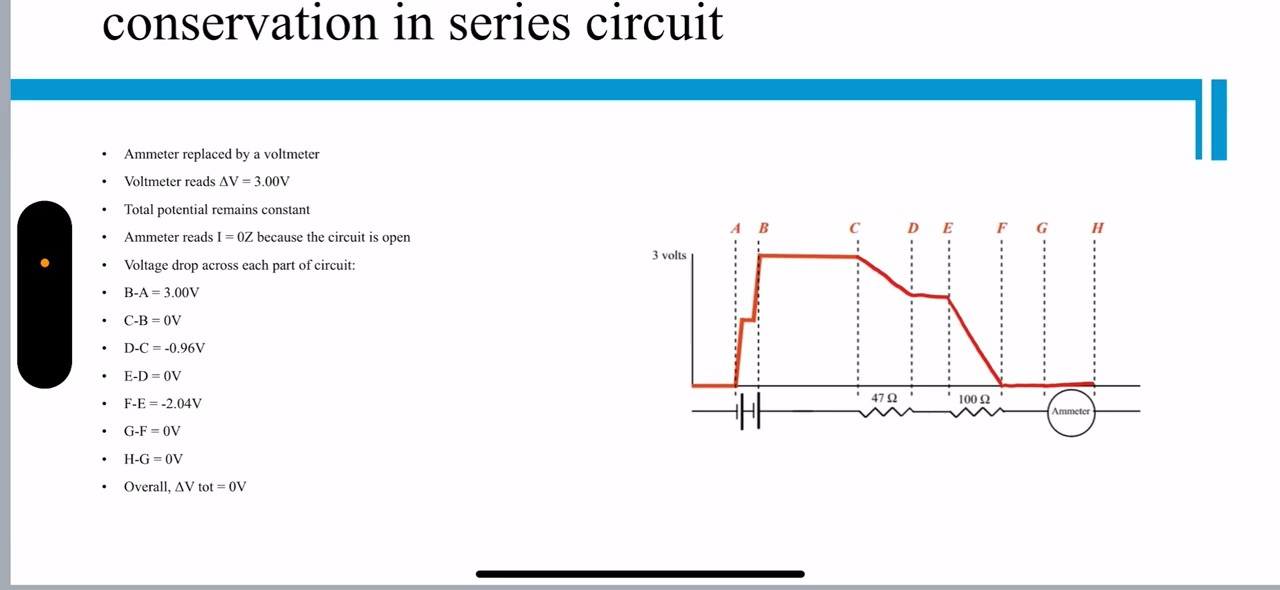 conservation in series circuit
• Ammeter replaced by a voltmeter
• Voltmeter reads ΔV = 3.00V
• Total potential remains constant
• Ammeter reads I = 0Z because the circuit is open
• Voltage drop across each part of circuit:
• B-A = 3.00V
• C-B = 0V
• D-C = -0.96V
• E-D = 0V
• F-E = -2.04V
• G-F = 0V
• H-G = 0V
• Overall, ΔV tot = 0V
A B C D E F G H
3 volts
47 Ω 100 Ω
Ammeter